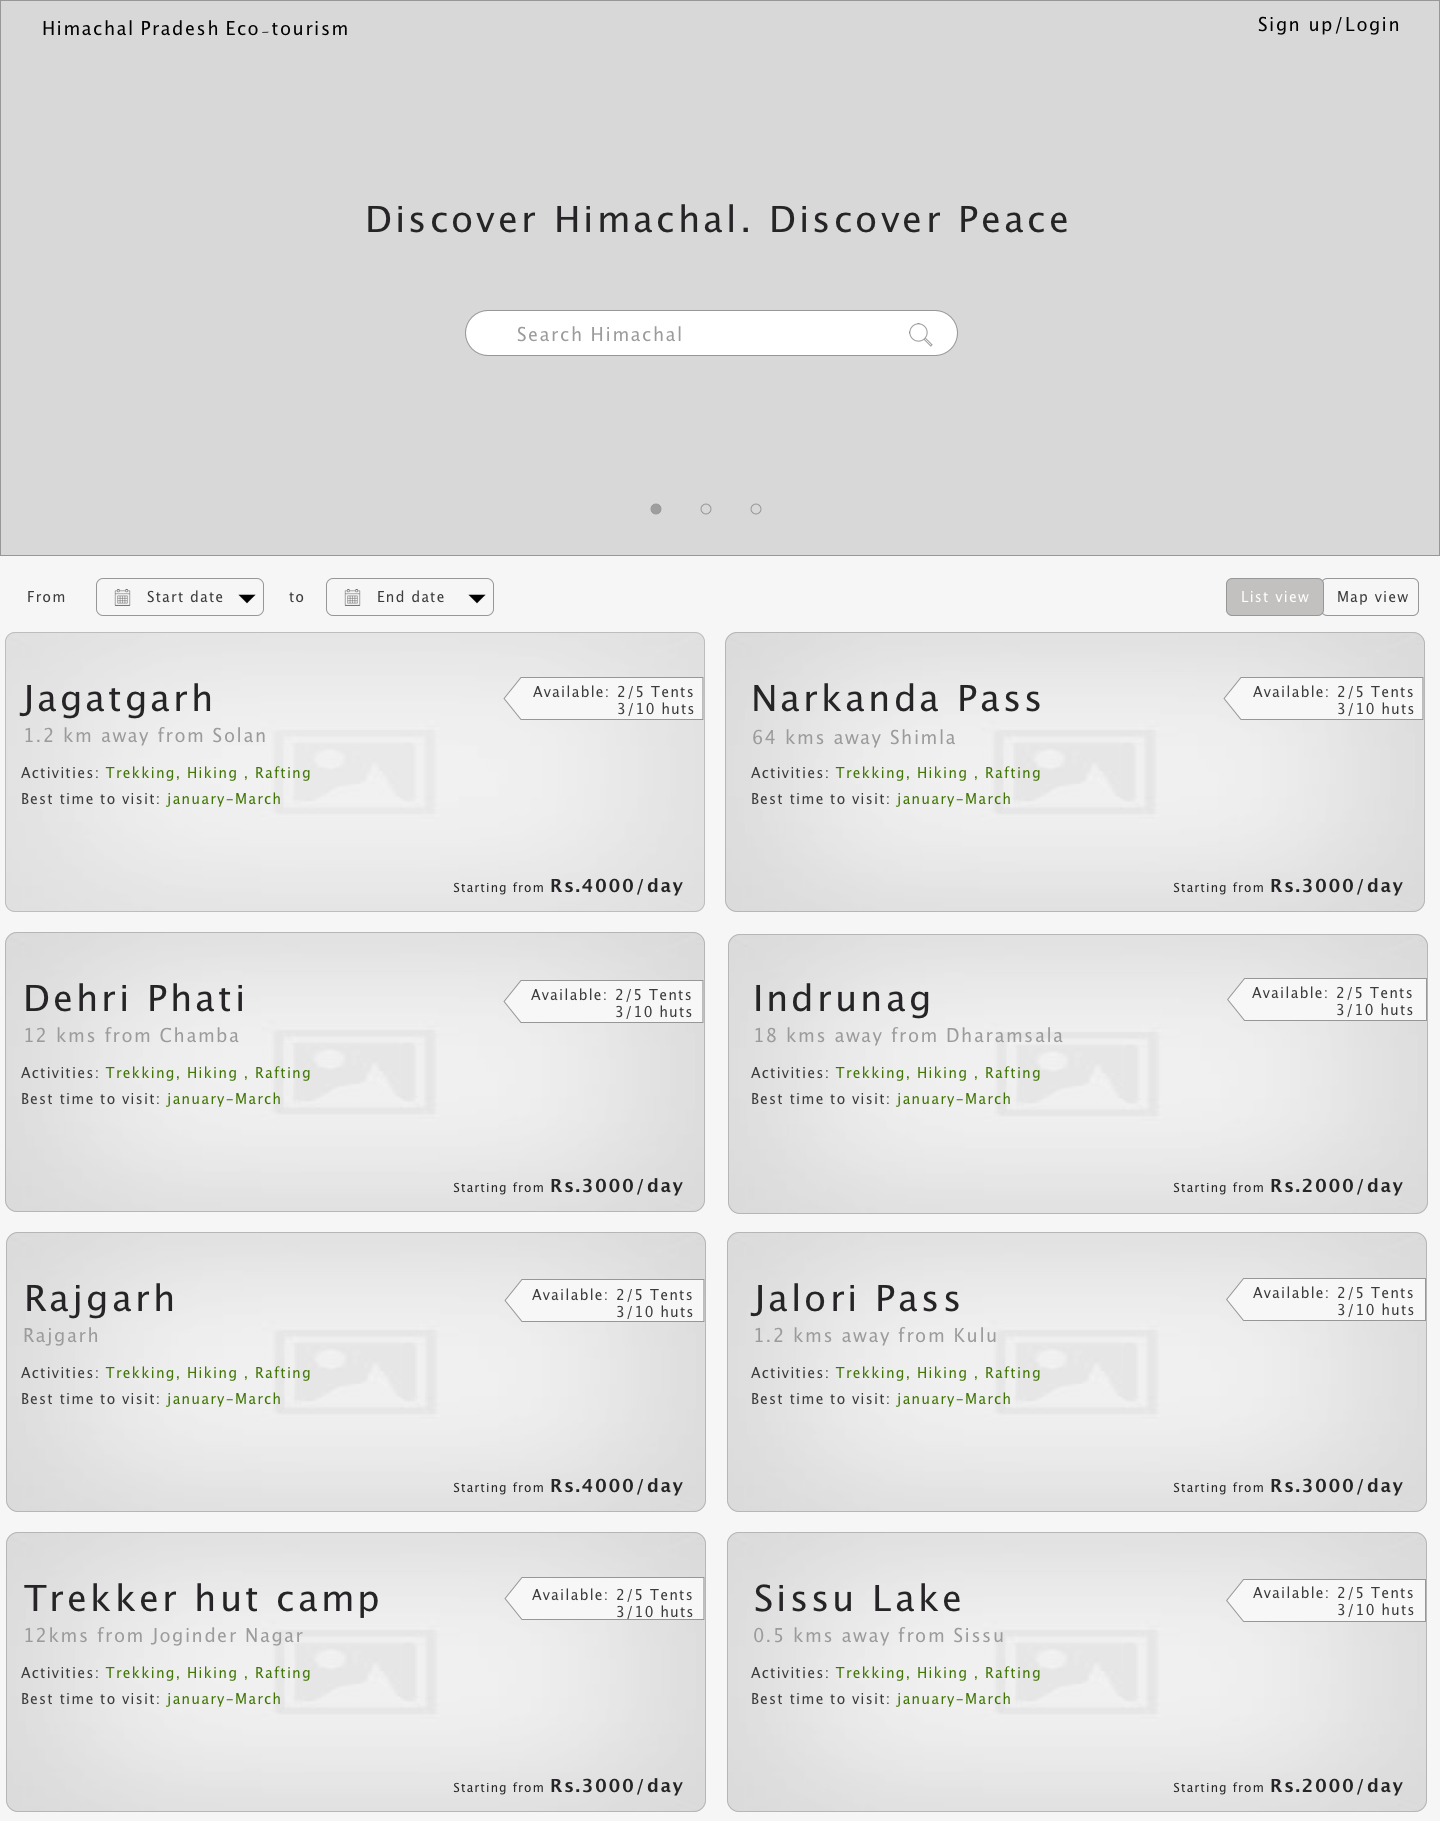 Himachal Pradesh Eco-tourism
Sign up/Login
Discover Himachal. Discover Peace
Search Himachal
From Start date to End date
List view Map view
Jagatgarh
Available: 2/5 Tents
3/10 huts
1.2 km away from Solan
Activities: Trekking, Hiking , Rafting
Best time to visit: january-March
Starting from Rs.4000/day
Narkanda Pass
Available: 2/5 Tents
3/10 huts
64 kms away Shimla
Activities: Trekking, Hiking , Rafting
Best time to visit: january-March
Starting from Rs.3000/day
Dehri Phati
Available: 2/5 Tents
3/10 huts
12 kms from Chamba
Activities: Trekking, Hiking , Rafting
Best time to visit: january-March
Starting from Rs.3000/day
Indrunag
Available: 2/5 Tents
3/10 huts
18 kms away from Dharamsala
Activities: Trekking, Hiking , Rafting
Best time to visit: january-March
Starting from Rs.2000/day
Rajgarh
Available: 2/5 Tents
3/10 huts
Rajgarh
Activities: Trekking, Hiking , Rafting
Best time to visit: january-March
Starting from Rs.4000/day
Jalori Pass
Available: 2/5 Tents
3/10 huts
1.2 kms away from Kulu
Activities: Trekking, Hiking , Rafting
Best time to visit: january-March
Starting from Rs.3000/day
Trekker hut camp
Available: 2/5 Tents
3/10 huts
12kms from Joginder Nagar
Activities: Trekking, Hiking , Rafting
Best time to visit: january-March
Starting from Rs.3000/day
Sissu Lake
Available: 2/5 Tents
3/10 huts
0.5 kms away from Sissu
Activities: Trekking, Hiking , Rafting
Best time to visit: january-March
Starting from Rs.2000/day